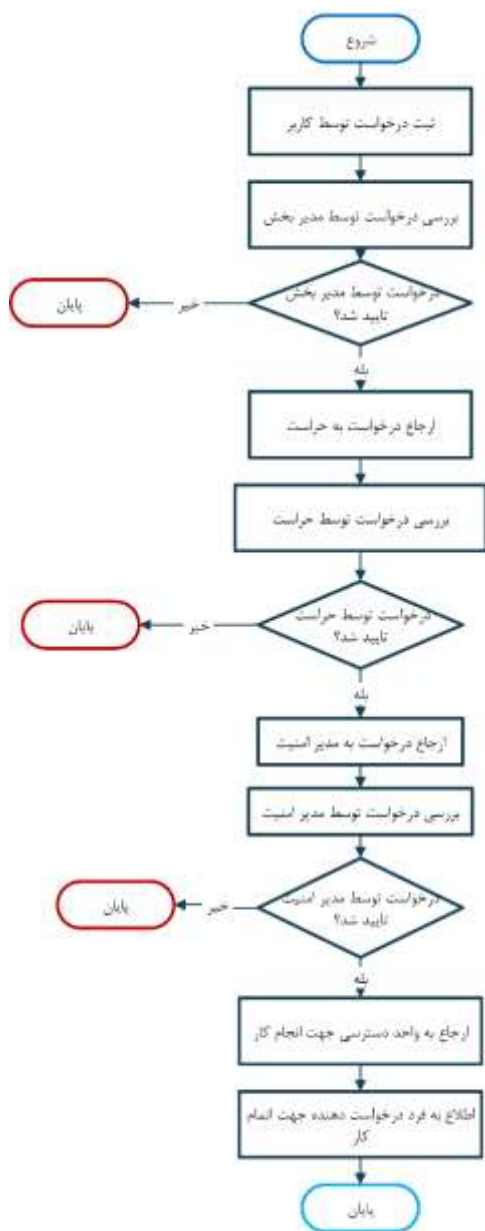 شروع
ثبت درخواست توسط کاربر
بررسی درخواست توسط مدیر بخش
درخواست توسط مدیر بخش
تایید شد؟
خیر
پایان
بله
ارجاع درخواست به حراست
بررسی درخواست توسط حراست
درخواست توسط حراست
تایید شد؟
خیر
پایان
بله
ارجاع درخواست به مدیر امنیت
بررسی درخواست توسط مدیر امنیت
درخواست توسط مدیر امنیت
تایید شد؟
خیر
پایان
بله
ارجاع به واحد دسترسی جهت انجام کار
اطلاع به فرد درخواست دهنده جهت اتمام
کار
پایان